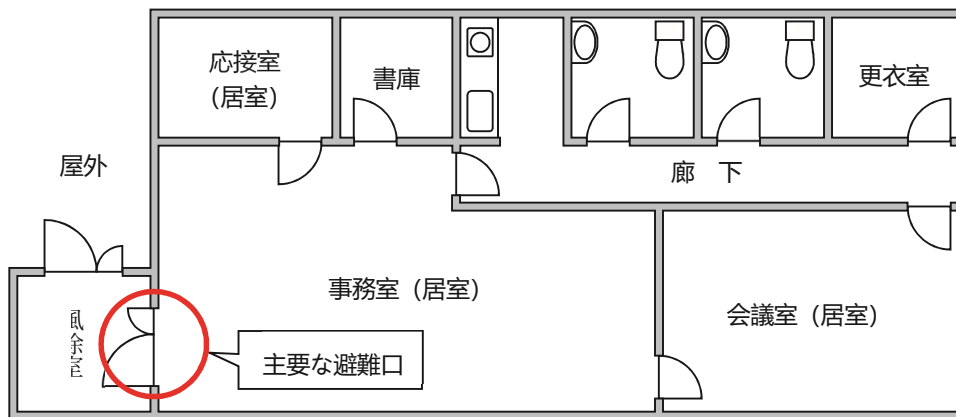 応接室
（居室）
書庫
更衣室
屋外
廊　下
事務室（居室）
会議室（居室）
風除室
主要な避難口